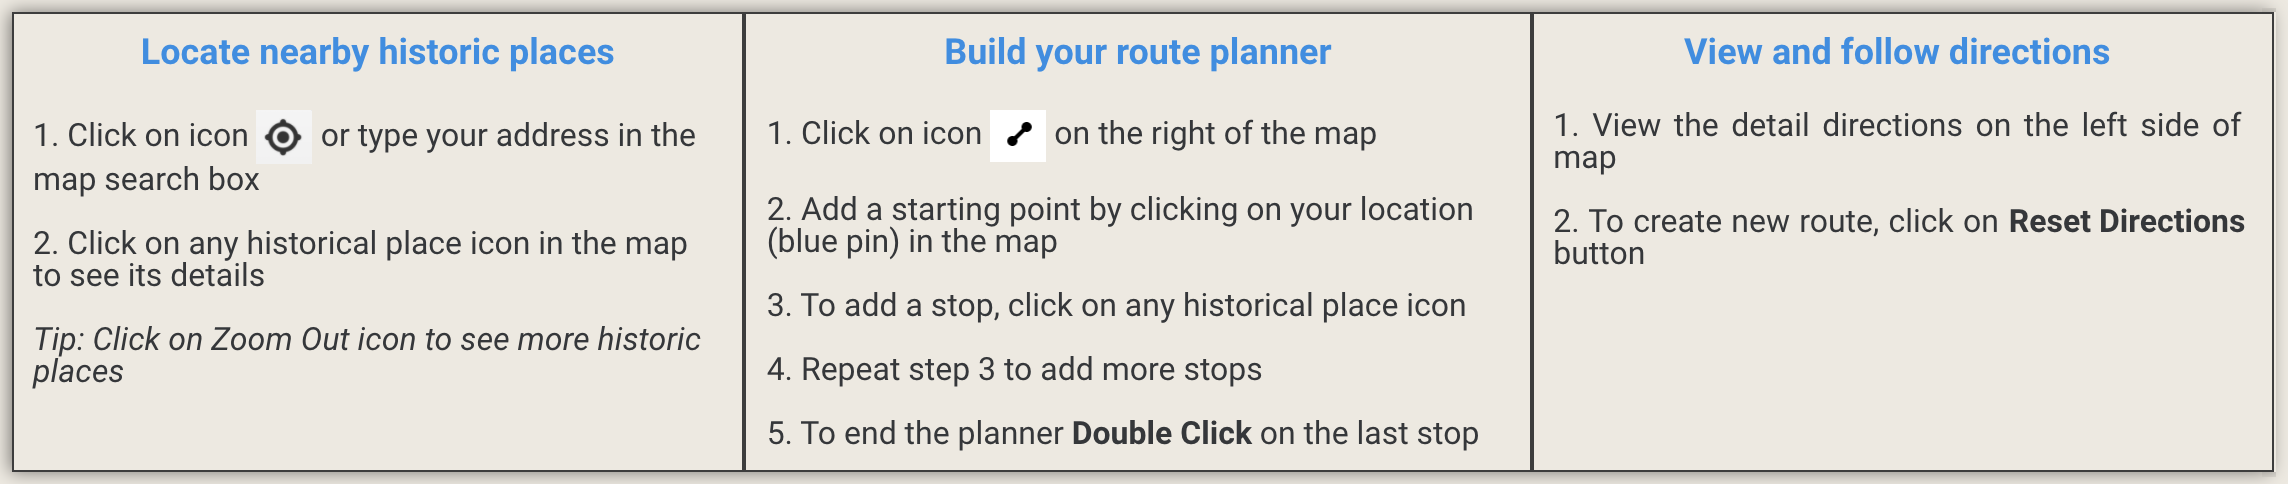 Locate nearby historic places
1. Click on icon or type your address in the
map search box
2. Click on any historical place icon in the map
to see its details
Tip: Click on Zoom Out icon to see more historic
places
Build your route planner
1. Click on icon on the right of the map
2. Add a starting point by clicking on your location
(blue pin) in the map
3. To add a stop, click on any historical place icon
4. Repeat step 3 to add more stops
5. To end the planner Double Click on the last stop
View and follow directions
1. View the detail directions on the left side of
map
2. To create new route, click on Reset Directions
button